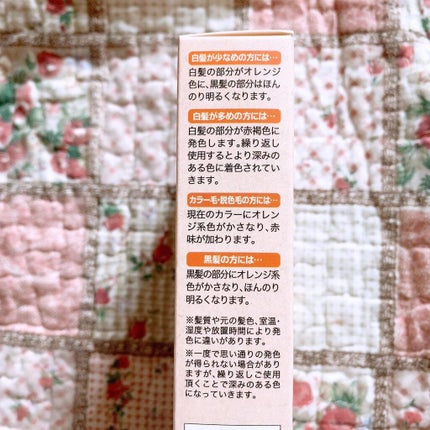 白髪が少なめの方には…
白髪の部分がオレンジ
色に、黒髪の部分はほん
のり明るくなります。
白髪が多めの方には…
白髪の部分が赤褐色に
発色します。繰り返し
使用するとより深みの
ある色に着色されてい
きます。
カラー毛・脱色毛の方には…
現在のカラーにオレン
ジ系色がかさなり、赤
味が加わります。
黒髪の方には…
黒髪の部分にオレンジ系
色がかさなり、ほんのり
明るくなります。
※髪質や元の髪色、室温・
湿度や放置時間により発
色に違いがあります。
※一度で思い通りの発色
が得られない場合があり
ますが、繰り返しご使用
頂くことで深みのある色
になっていきます。